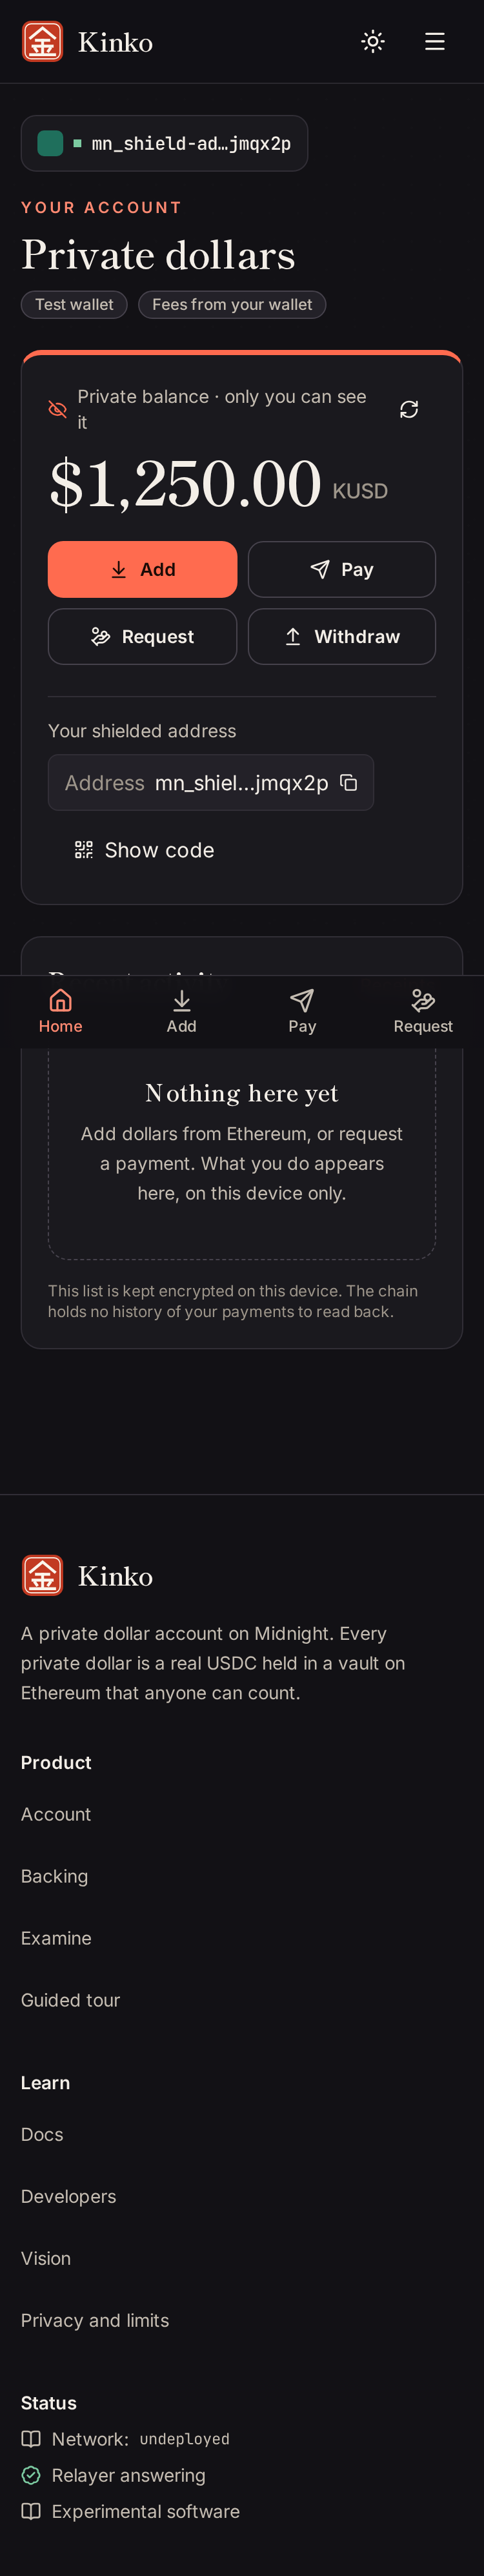 金 Kinko
mn_shield-ad…jmqx2p
YOUR ACCOUNT
Private dollars
Test wallet Fees from your wallet
Private balance · only you can see
it
$1,250.00 KUSD
Add Pay
Request Withdraw
Your shielded address
Address mn_shiel…jmqx2p
Show code
Home Add Pay Request
Nothing here yet
Add dollars from Ethereum, or request
a payment. What you do appears
here, on this device only.
This list is kept encrypted on this device. The chain
holds no history of your payments to read back.
金 Kinko
A private dollar account on Midnight. Every
private dollar is a real USDC held in a vault on
Ethereum that anyone can count.
Product
Account
Backing
Examine
Guided tour
Learn
Docs
Developers
Vision
Privacy and limits
Status
Network: undeployed
Relayer answering
Experimental software